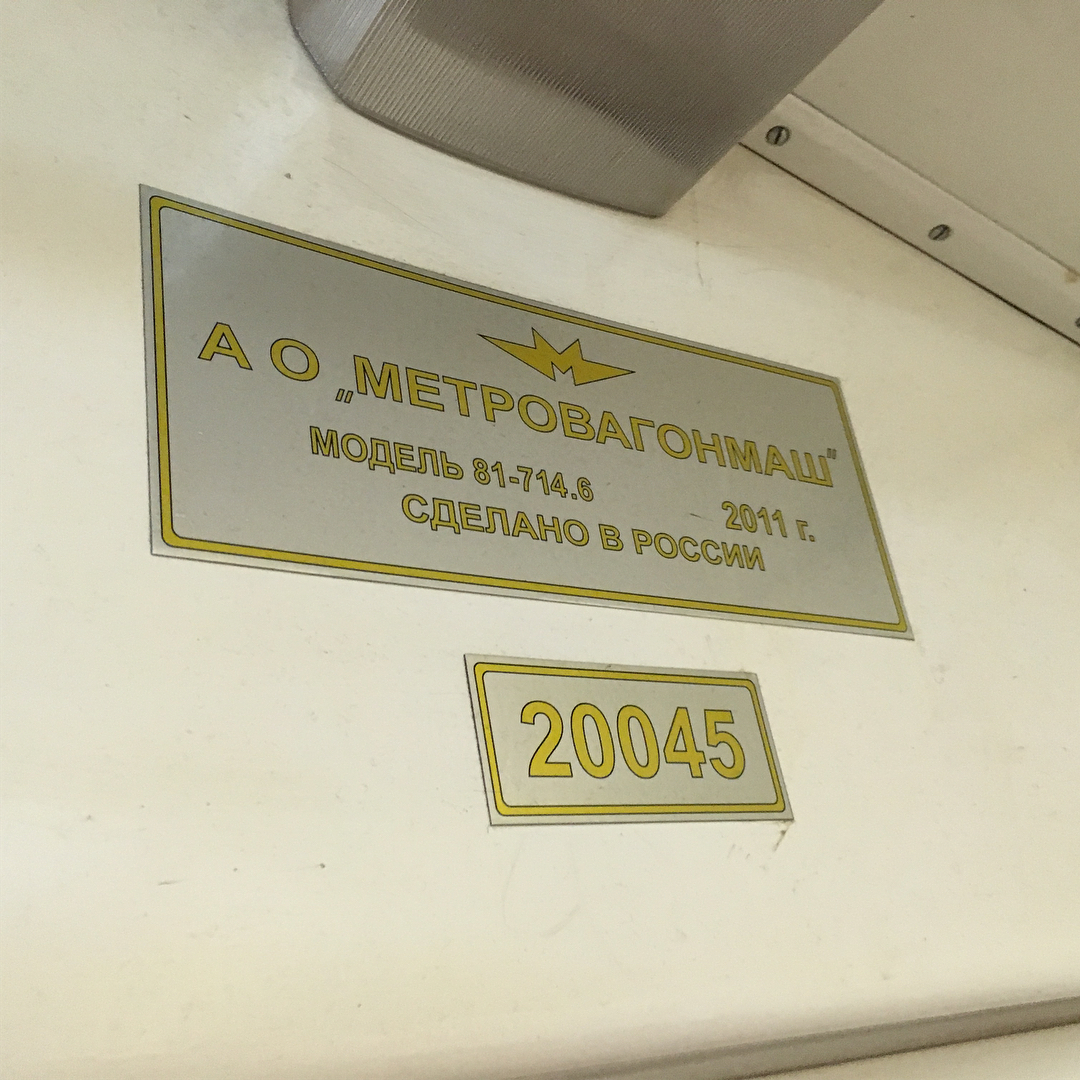 А О „МЕТРОВАГОНМАШ"
МОДЕЛЬ 81-714.6 2011 г.
СДЕЛАНО В РОССИИ
20045